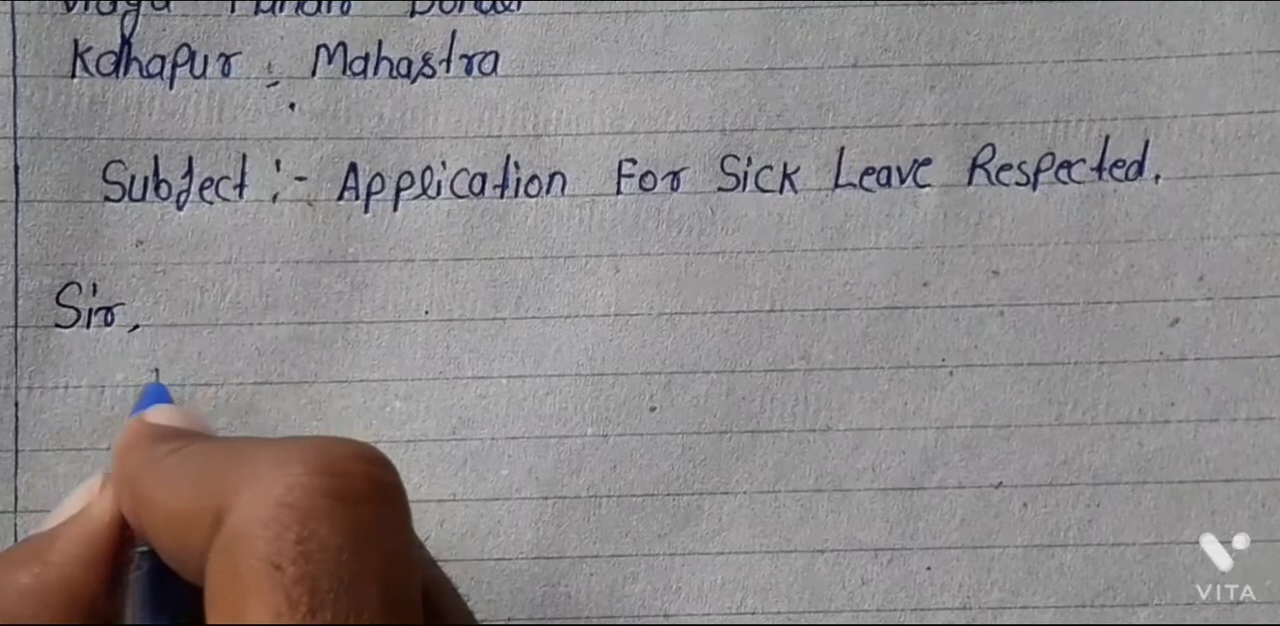 Kolhapur . Mahastra
Subject :- Application For Sick Leave Respected.
Sir,
VITA